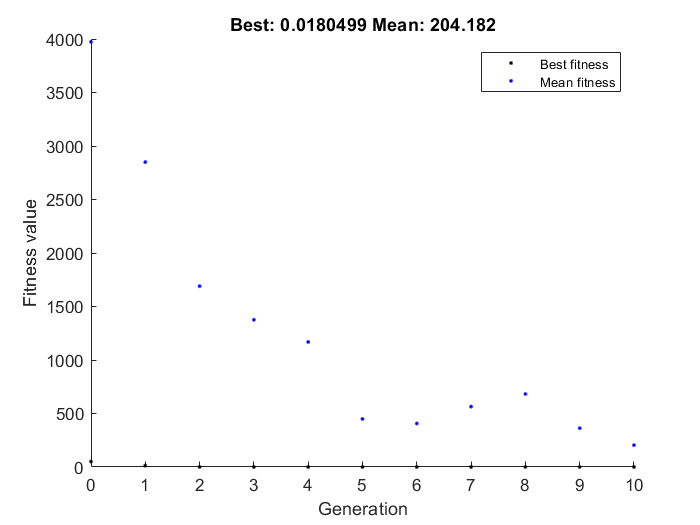 Best: 0.0180499 Mean: 204.182
4000
3500
3000
2500
2000
1500
1000
500
0
Fitness value
Best fitness
Mean fitness
0 1 2 3 4 5 6 7 8 9 10
Generation